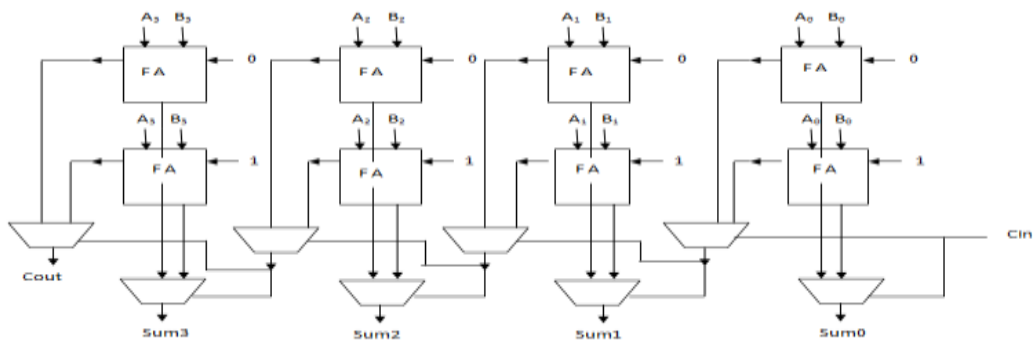 A₃ B₃ A₂ B₂ A₁ B₁ A₀ B₀
0 0 0 0
FA FA FA FA
A₃ B₃ A₂ B₂ A₁ B₁ A₀ B₀
1 1 1 1
FA FA FA FA
Cin
Cout
Sum3 Sum2 Sum1 Sum0